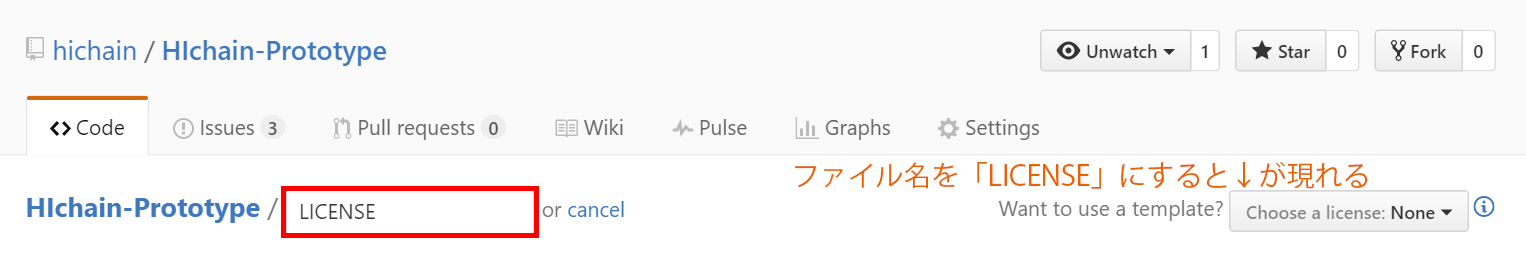 hichain / HIchain-Prototype
Unwatch 1 Star 0 Fork 0
Code Issues 3 Pull requests 0 Wiki Pulse Graphs Settings
ファイル名を「LICENSE」にすると↓が現れる
HIchain-Prototype / LICENSE or cancel
Want to use a template? Choose a license: None